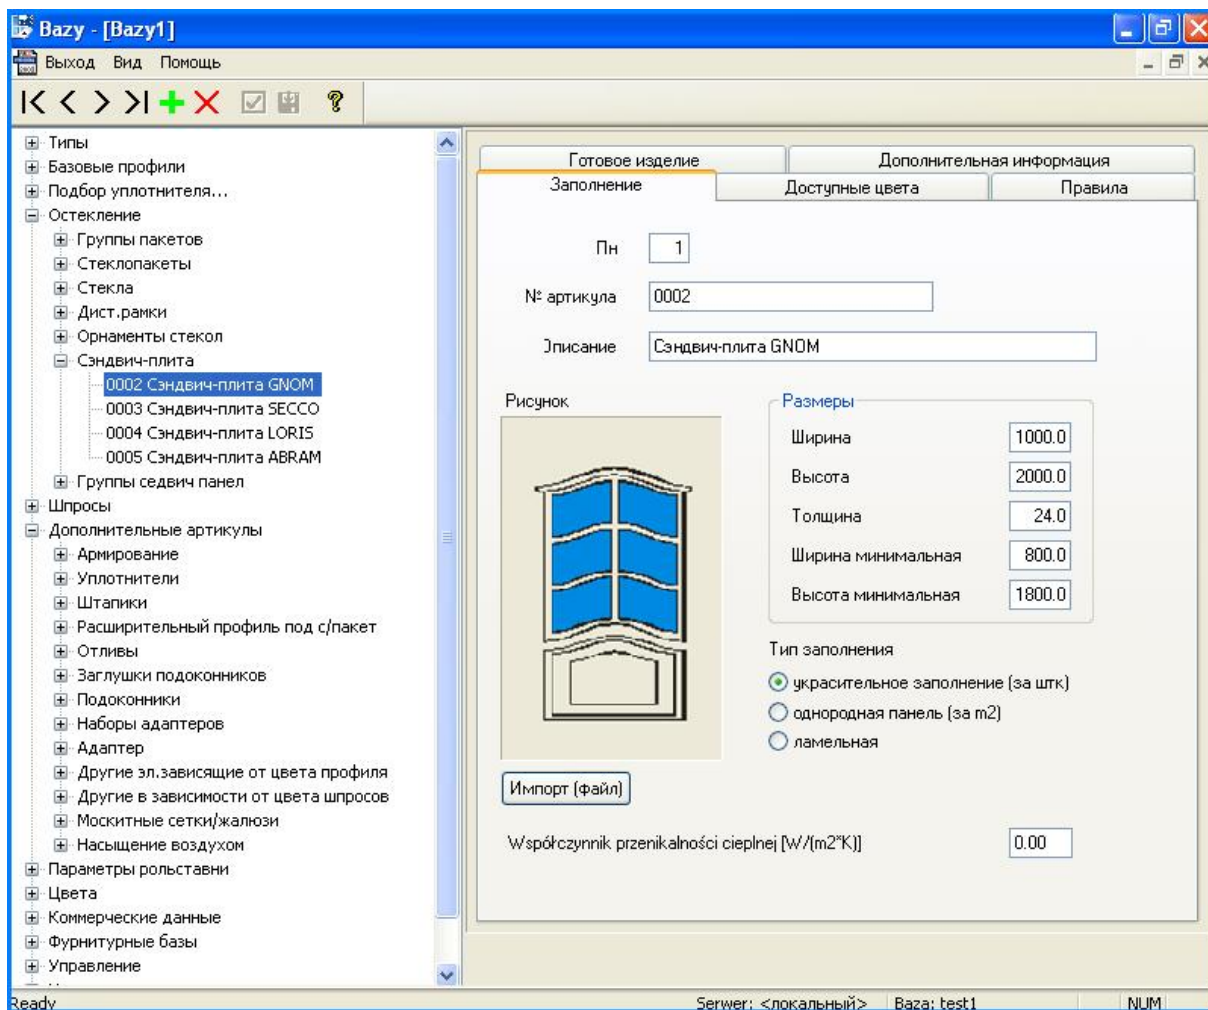 Bazy - [Bazy1]
Выход Вид Помощь
Типы
Базовые профили
Подбор уплотнителя...
Остекление
Группы пакетов
Стеклопакеты
Стекла
Дист.рамки
Орнаменты стекол
Сэндвич-плита
0002 Сэндвич-плита GNOM
0003 Сэндвич-плита SECCO
0004 Сэндвич-плита LORIS
0005 Сэндвич-плита ABRAM
Группы седвич панел
Шпросы
Дополнительные артикулы
Армирование
Уплотнители
Штапики
Расширительный профиль под с/пакет
Отливы
Заглушки подоконников
Подоконники
Наборы адаптеров
Адаптер
Другие эл.зависящие от цвета профиля
Другие в зависимости от цвета шпросов
Москитные сетки/жалюзи
Насыщение воздухом
Параметры рольставни
Цвета
Коммерческие данные
Фурнитурные базы
Управление
Готовое изделие Дополнительная информация
Заполнение Доступные цвета Правила
Пн 1
№ артикула 0002
Описание Сэндвич-плита GNOM
Рисунок
Размеры
Ширина 1000.0
Высота 2000.0
Толщина 24.0
Ширина минимальная 800.0
Высота минимальная 1800.0
Тип заполнения
украсительное заполнение (за штк)
однородная панель (за m2)
ламельная
Импорт (файл)
Współczynnik przenikalności cieplnej [W/(m2*K)] 0.00
Ready Serwer: <локальный> Baza: test1 NUM